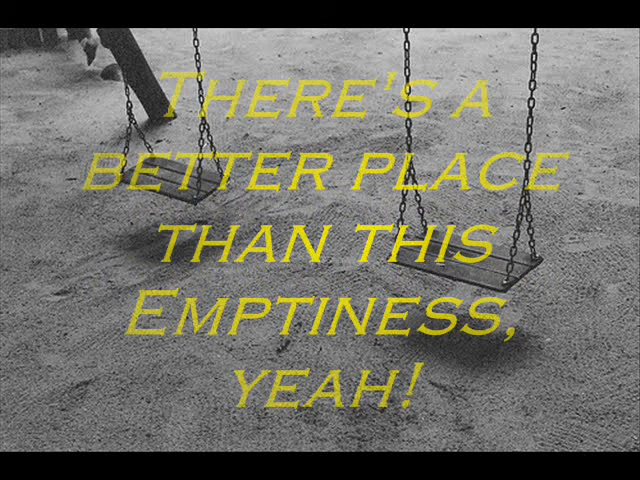 There's a
better place
than this
Emptiness,
yeah!